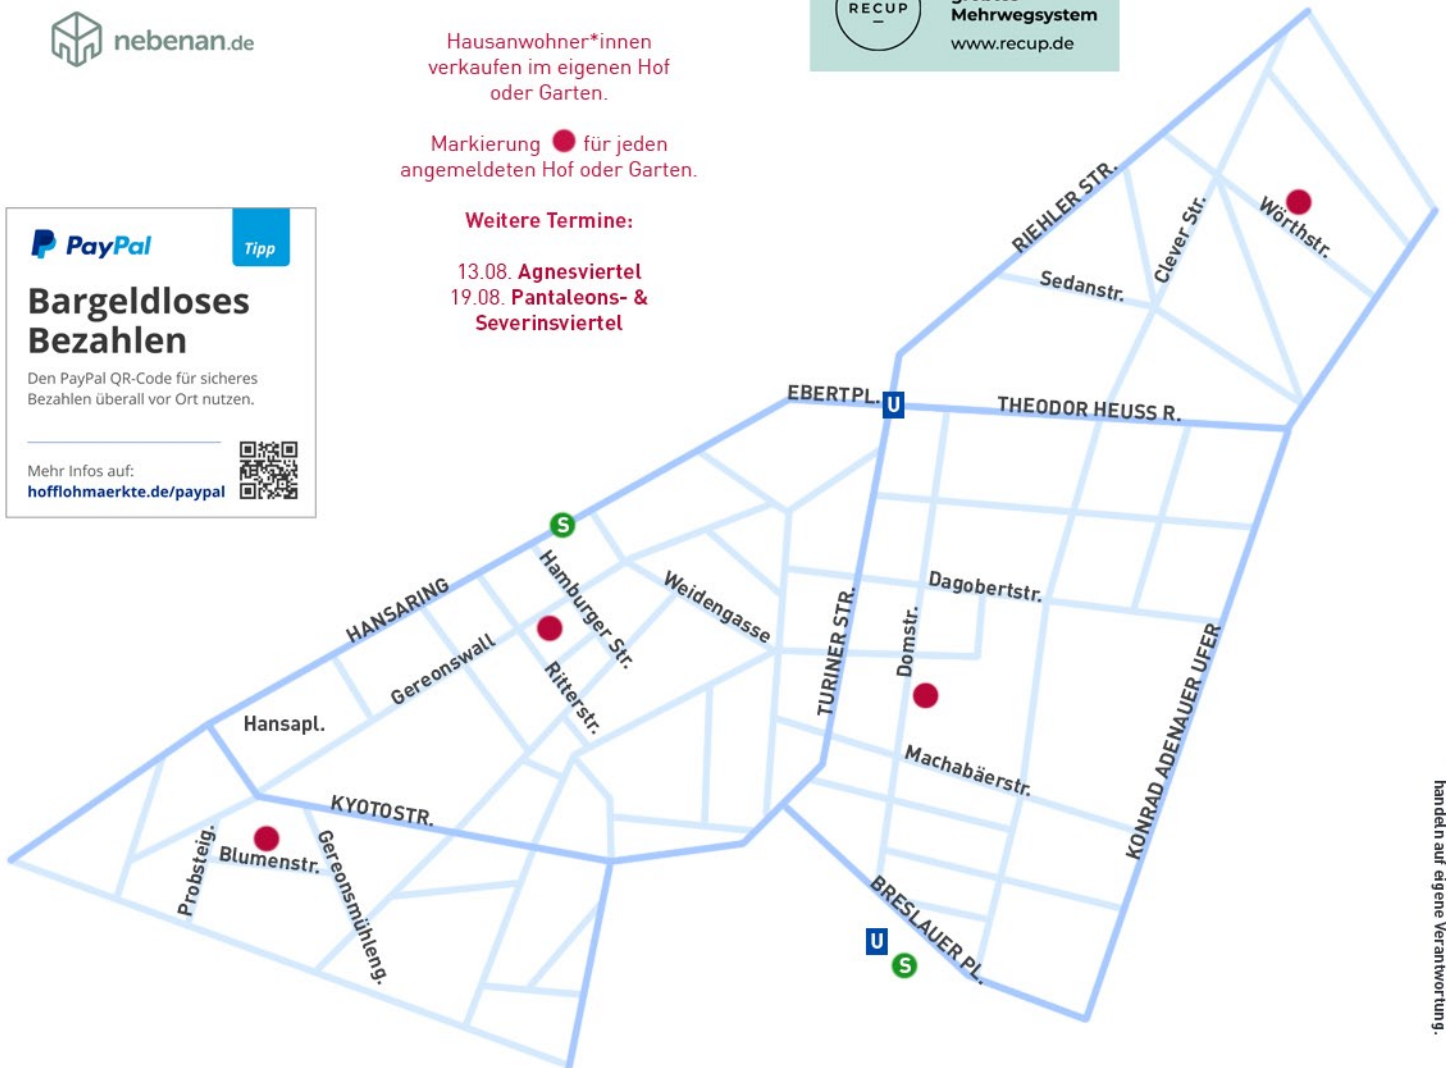 nebenan.de
Hausanwohner*innen
verkaufen im eigenen Hof
oder Garten.
Markierung für jeden
angemeldeten Hof oder Garten.
Weitere Termine:
13.08. Agnesviertel
19.08. Pantaleons- &
Severinsviertel
RECUP
Mehrwegsystem
www.recup.de
PayPal
Tipp
Bargeldloses
Bezahlen
Den PayPal QR-Code für sicheres
Bezahlen überall vor Ort nutzen.
Mehr Infos auf:
hofflohmaerkte.de/paypal
RIEHLER STR.
Clever Str.
Wörthstr.
Sedanstr.
EBERTPL.
U
THEODOR HEUSS R.
S
HANSARING
Hamburger Str.
Weidengasse
Gereonswall
Ritterstr.
Hansapl.
TURINER STR.
Dagobertstr.
Domstr.
Machabäerstr.
KONRAD ADENAUER UFER
KYOTOSTR.
Probsteig.
Blumenstr.
Gereonsmühleng.
BRESLAUER PL.
U
S
handeln auf eigene Verantwortung.